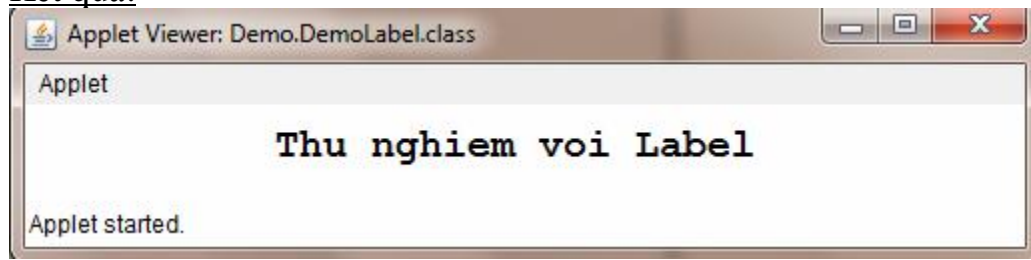 Applet Viewer: Demo.DemoLabel.class
Applet
Thu nghiem voi Label
Applet started.